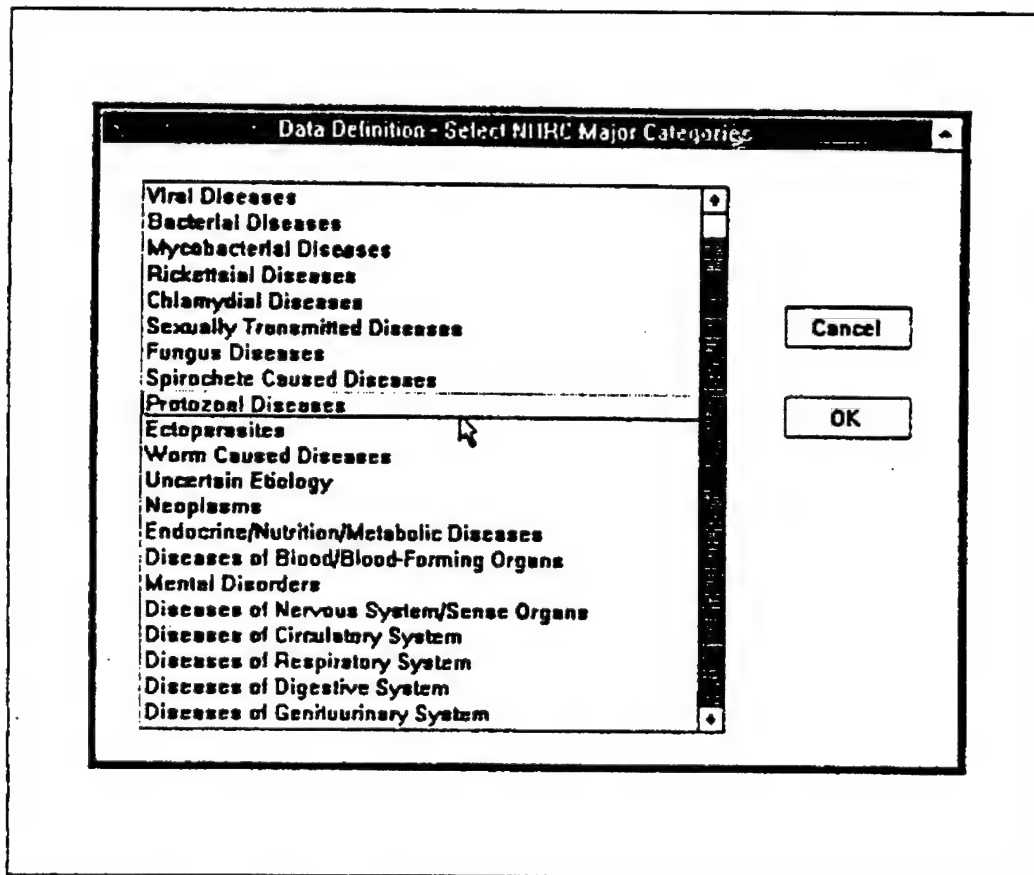 Data Definition - Select NHRC Major Categories
Viral Diseases
Bacterial Diseases
Mycobacterial Diseases
Rickettsial Diseases
Chlamydial Diseases
Sexually Transmitted Diseases
Fungus Diseases
Spirochete Caused Diseases
Protozoal Diseases
Ectoparasites
Worm Caused Diseases
Uncertain Etiology
Neoplasms
Endocrine/Nutrition/Metabolic Diseases
Diseases of Blood/Blood-Forming Organs
Mental Disorders
Diseases of Nervous System/Sense Organs
Diseases of Circulatory System
Diseases of Respiratory System
Diseases of Digestive System
Diseases of Genitourinary System
Cancel
OK